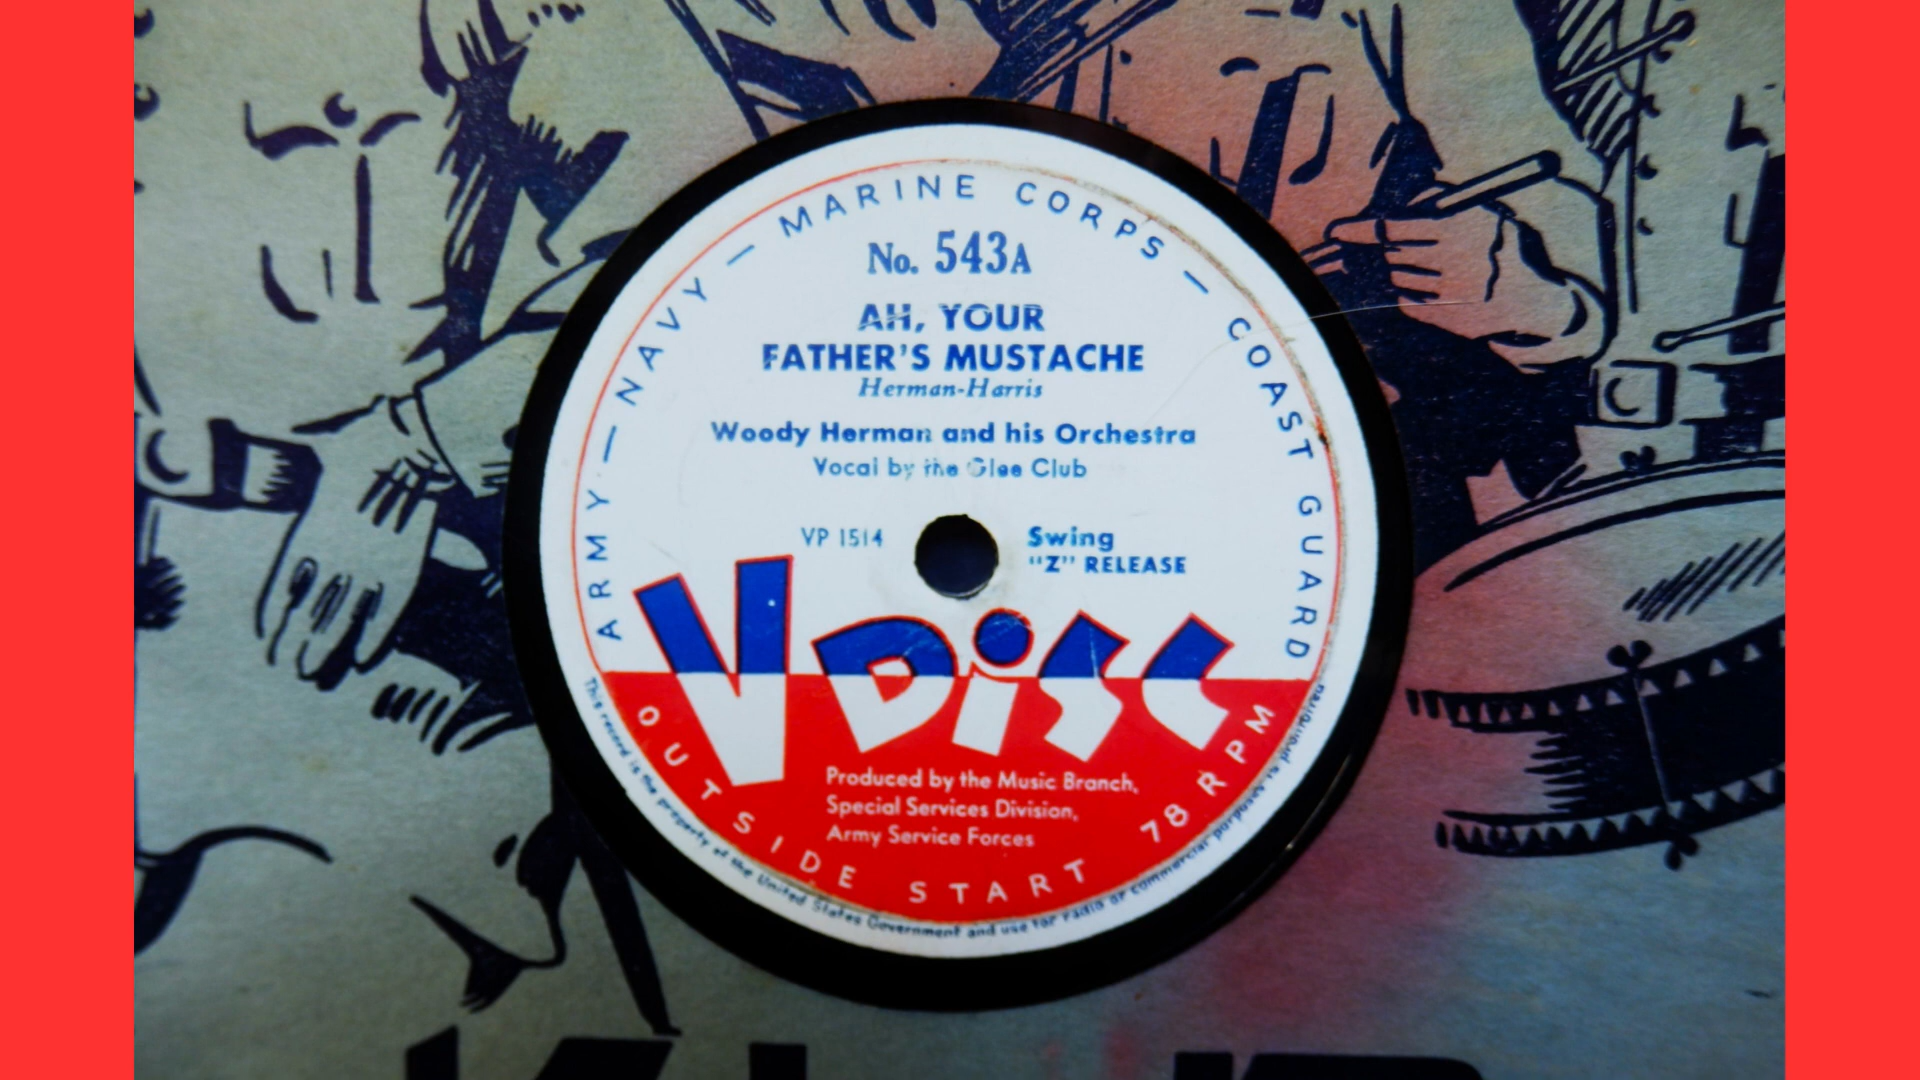 ARMY — NAVY — MARINE CORPS — COAST GUARD
No. 543A
AH, YOUR
FATHER'S MUSTACHE
Herman-Harris
Woody Herman and his Orchestra
Vocal by the Glee Club
VP 1514
Swing
"Z" RELEASE
V DiSC
Produced by the Music Branch,
Special Services Division,
Army Service Forces
OUTSIDE START 78 RPM
This record is the property of the United States Government and use for radio or commercial purposes is prohibited